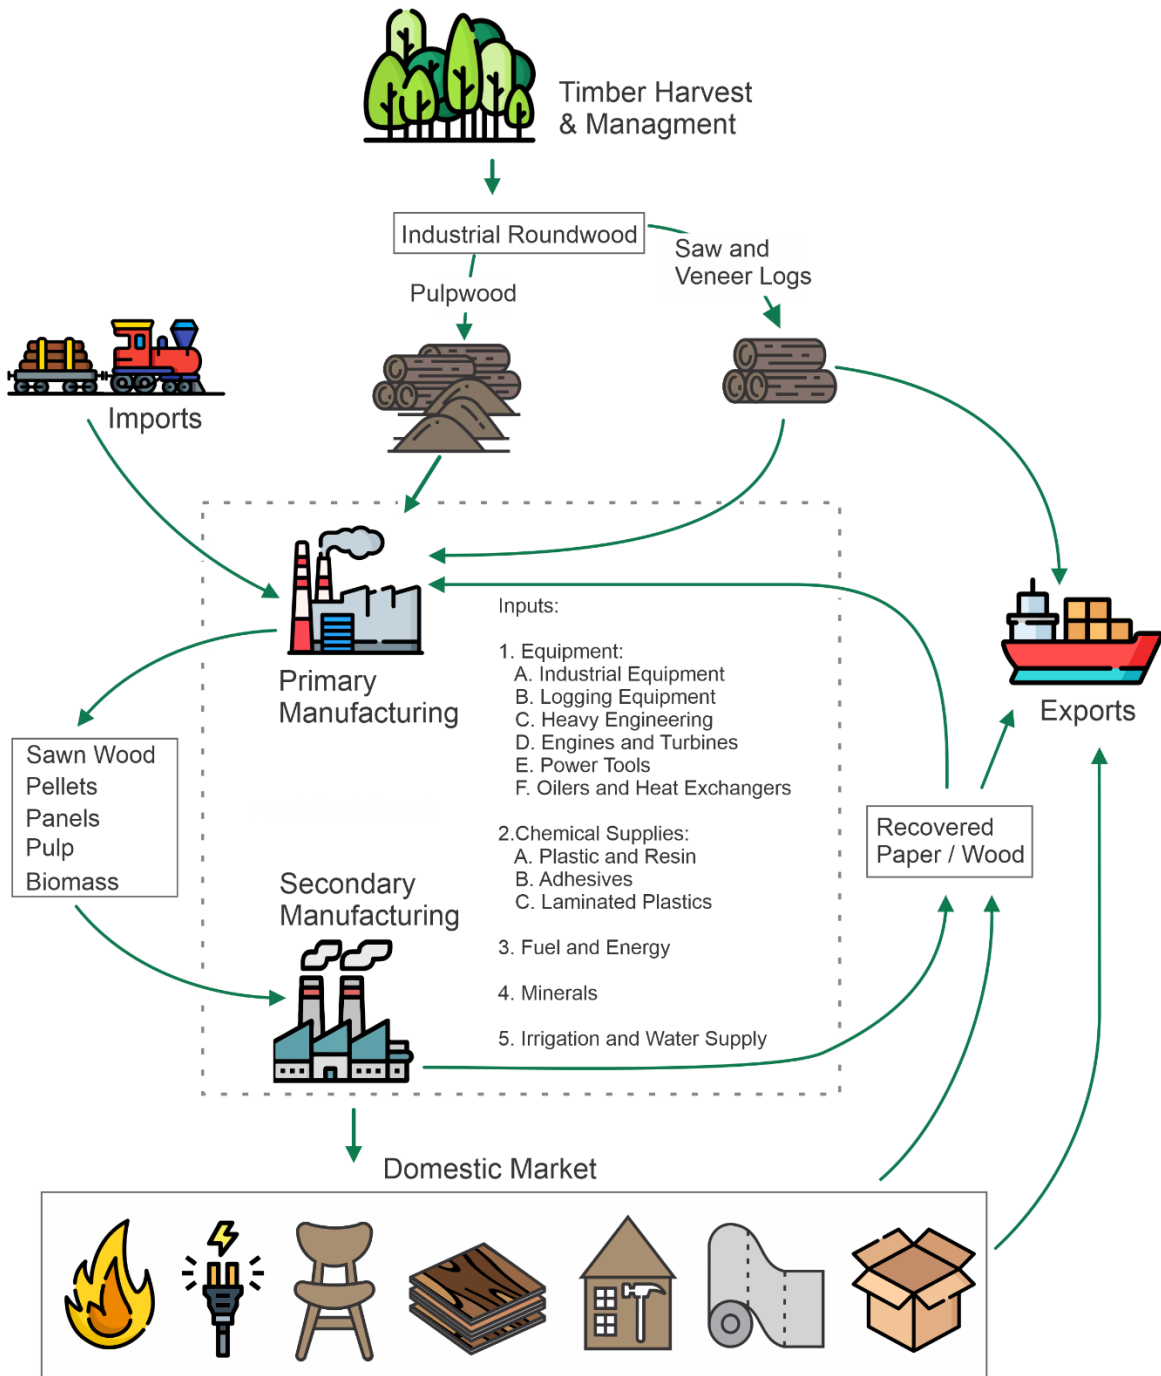 Timber Harvest
& Managment
Industrial Roundwood
Saw and
Veneer Logs
Pulpwood
Imports
Inputs:
1. Equipment:
A. Industrial Equipment
B. Logging Equipment
C. Heavy Engineering
D. Engines and Turbines
E. Power Tools
F. Oilers and Heat Exchangers
2.Chemical Supplies:
A. Plastic and Resin
B. Adhesives
C. Laminated Plastics
3. Fuel and Energy
4. Minerals
5. Irrigation and Water Supply
Primary
Manufacturing
Exports
Sawn Wood
Pellets
Panels
Pulp
Biomass
Recovered
Paper / Wood
Secondary
Manufacturing
Domestic Market